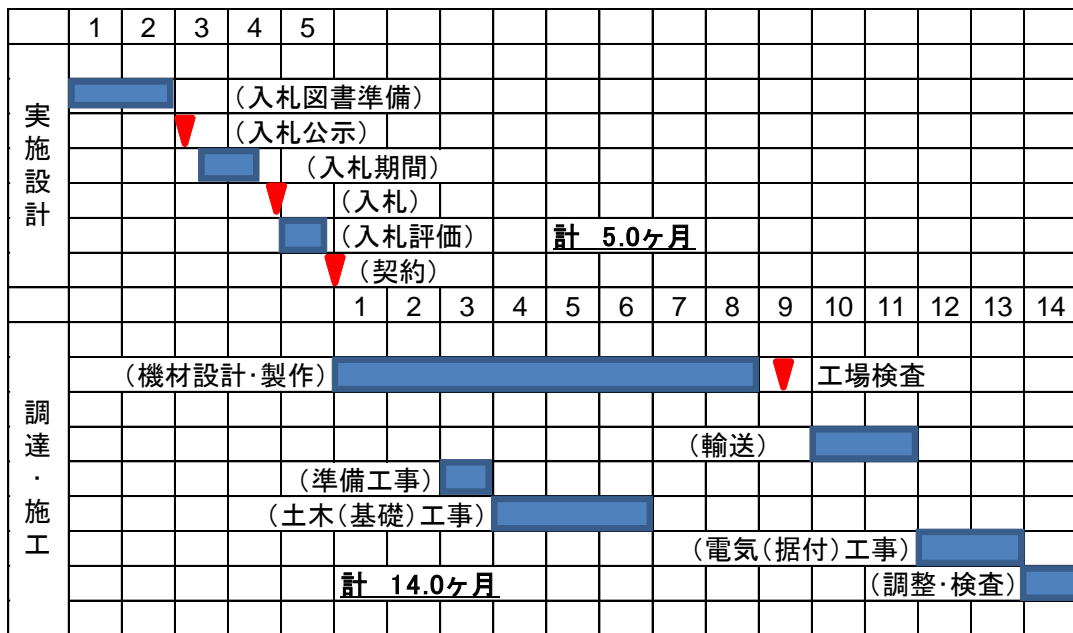 1 2 3 4 5
実施設計
（入札図書準備）
（入札公示）
（入札期間）
（入札）
（入札評価） 計 5.0ヶ月
（契約）
1 2 3 4 5 6 7 8 9 10 11 12 13 14
調達・施工
（機材設計・製作） 工場検査
（輸送）
（準備工事）
（土木（基礎）工事）
（電気（据付）工事）
計 14.0ヶ月 （調整・検査）